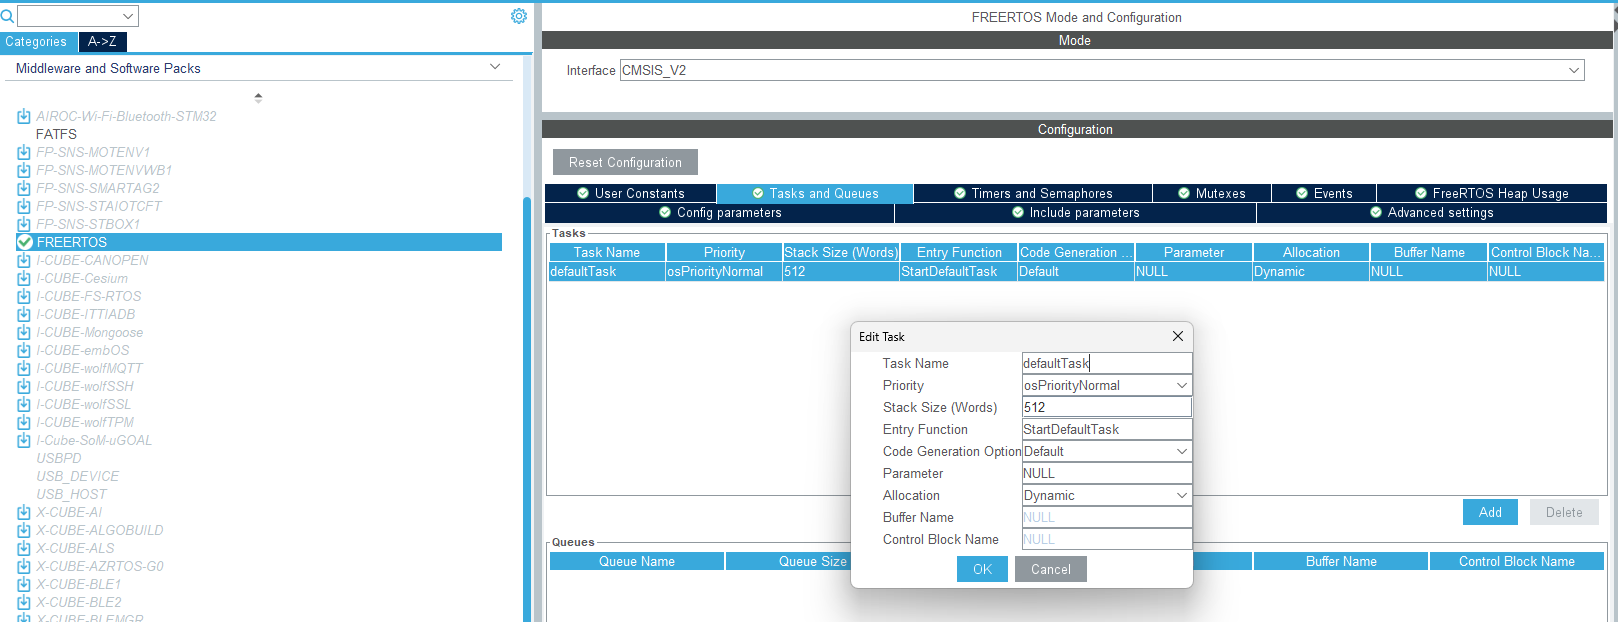 Categories
A->Z
Middleware and Software Packs
AIROC-Wi-Fi-Bluetooth-STM32
FATFS
FP-SNS-MOTENV1
FP-SNS-MOTENVWB1
FP-SNS-SMARTAG2
FP-SNS-STAIOTCFT
FP-SNS-STBOX1
FREERTOS
I-CUBE-CANOPEN
I-CUBE-Cesium
I-CUBE-FS-RTOS
I-CUBE-ITTIADB
I-CUBE-Mongoose
I-CUBE-embOS
I-CUBE-wolfMQTT
I-CUBE-wolfSSH
I-CUBE-wolfSSL
I-CUBE-wolfTPM
I-Cube-SoM-uGOAL
USBPD
USB_DEVICE
USB_HOST
X-CUBE-AI
X-CUBE-ALGOBUILD
X-CUBE-ALS
X-CUBE-AZRTOS-G0
X-CUBE-BLE1
X-CUBE-BLE2
X-CUBE-BLEMGR
FREERTOS Mode and Configuration
Mode
Interface CMSIS_V2
Configuration
Reset Configuration
User Constants Tasks and Queues Timers and Semaphores Mutexes Events FreeRTOS Heap Usage
Config parameters Include parameters Advanced settings
Tasks
Task Name Priority Stack Size (Words) Entry Function Code Generation ... Parameter Allocation Buffer Name Control Block Na...
defaultTask osPriorityNormal 512 StartDefaultTask Default NULL Dynamic NULL NULL
Edit Task
Task Name defaultTask
Priority osPriorityNormal
Stack Size (Words) 512
Entry Function StartDefaultTask
Code Generation Option Default
Parameter NULL
Allocation Dynamic
Buffer Name NULL
Control Block Name NULL
OK Cancel
Add Delete
Queues
Queue Name Queue Size Buffer Name Control Block Name